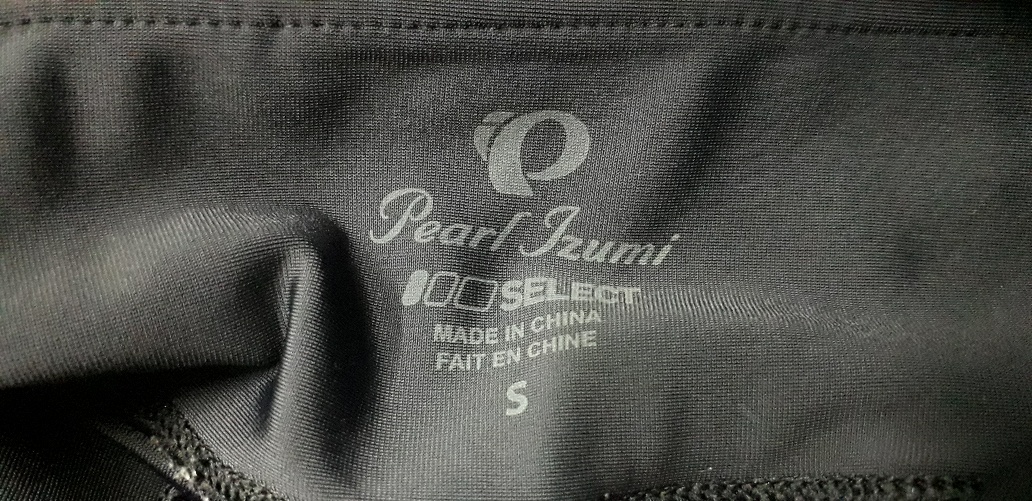 Pearl Izumi
SELECT
MADE IN CHINA
FAIT EN CHINE
S